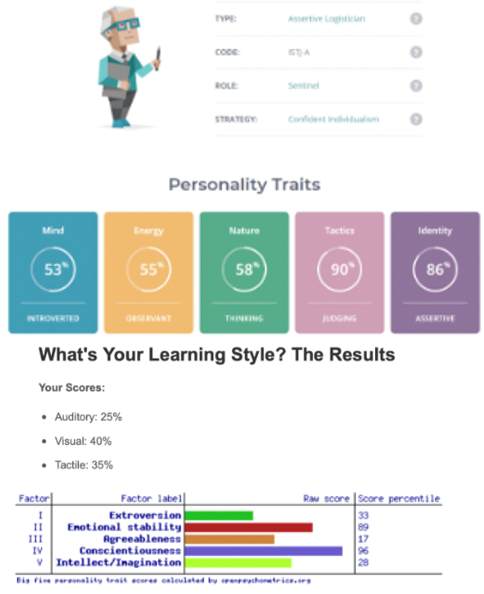 TYPE: Assertive Logistician ?
CODE: ISTJ-A ?
ROLE: Sentinel ?
STRATEGY: Confident Individualism ?
Personality Traits
Mind Energy Nature Tactics Identity
53% 55% 58% 90% 86%
INTROVERTED OBSERVANT THINKING JUDGING ASSERTIVE
What's Your Learning Style? The Results
Your Scores:
• Auditory: 25%
• Visual: 40%
• Tactile: 35%
Factor Factor label Raw score Score percentile
I Extroversion 33
II Emotional stability 89
III Agreeableness 17
IV Conscientiousness 96
V Intellect/Imagination 28
Big five personality trait scores calculated by openpsychometrics.org